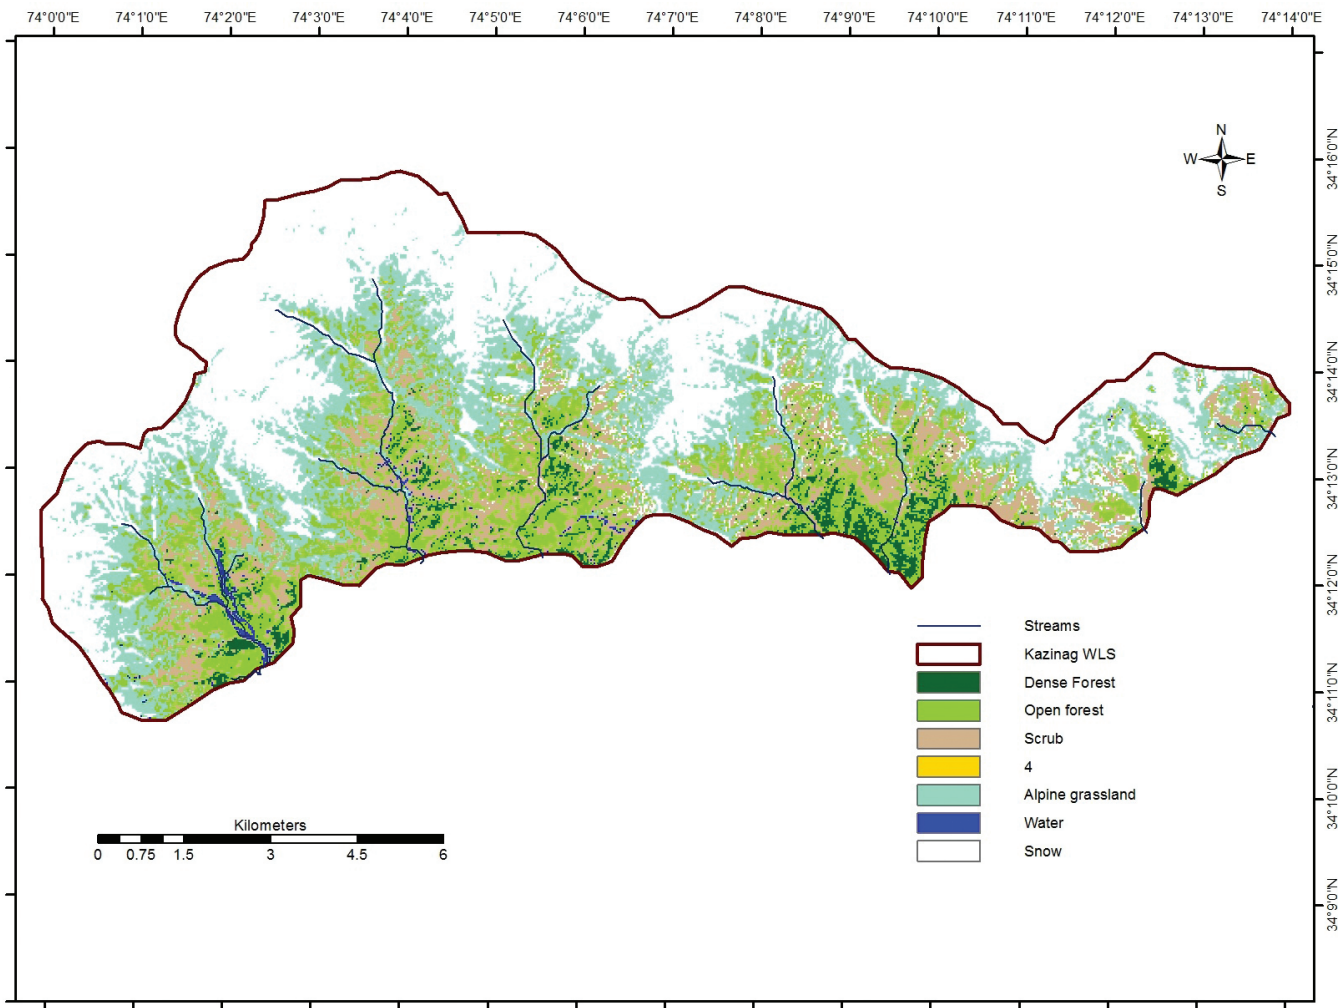 74°0'0"E 74°1'0"E 74°2'0"E 74°3'0"E 74°4'0"E 74°5'0"E 74°6'0"E 74°7'0"E 74°8'0"E 74°9'0"E 74°10'0"E 74°11'0"E 74°12'0"E 74°13'0"E 74°14'0"E
N
W E
S
34°16'0"N
34°15'0"N
34°14'0"N
34°13'0"N
34°12'0"N
34°11'0"N
34°10'0"N
34°9'0"N
Streams
Kazinag WLS
Dense Forest
Open forest
Scrub
4
Alpine grassland
Water
Snow
Kilometers
0 0.75 1.5 3 4.5 6